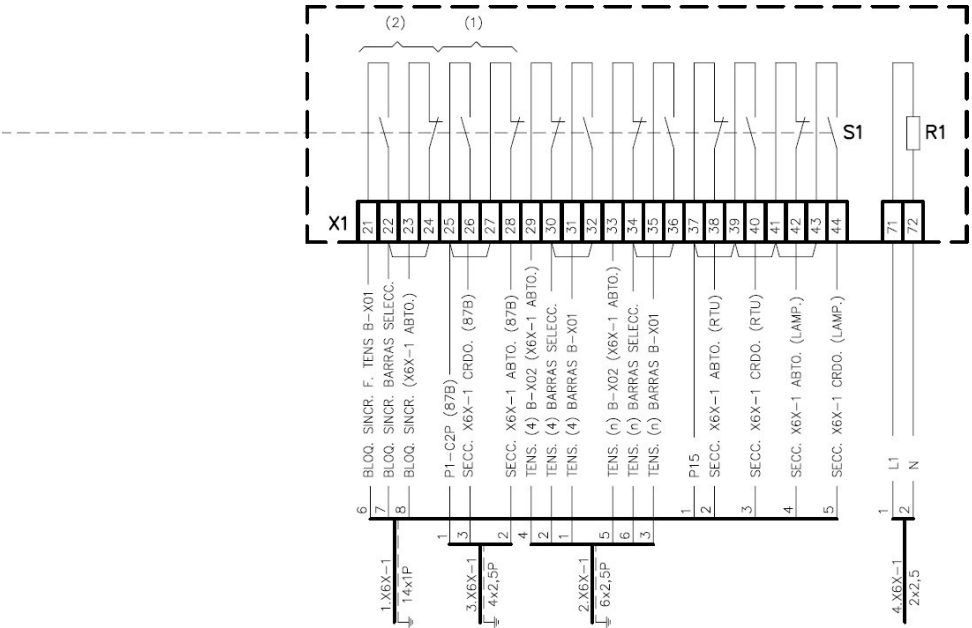 (2)
(1)
S1
R1
X1
21
22
23
24
25
26
27
28
29
30
31
32
33
34
35
36
37
38
39
40
41
42
43
44
71
72
BLOQ. SINCR. F. TENS B-X01
BLOQ. SINCR. BARRAS SELECC.
BLOQ. SINCR. (X6X-1 ABTO.)
P1-C2P (87B)
SECC. X6X-1 CRDO. (87B)
SECC. X6X-1 ABTO. (87B)
TENS. (4) B-X02 (X6X-1 ABTO.)
TENS. (4) BARRAS SELECC.
TENS. (4) BARRAS B-X01
TENS. (n) B-X02 (X6X-1 ABTO.)
TENS. (n) BARRAS SELECC.
TENS. (n) BARRAS B-X01
P15
SECC. X6X-1 ABTO. (RTU)
SECC. X6X-1 CRDO. (RTU)
SECC. X6X-1 ABTO. (LAMP.)
SECC. X6X-1 CRDO. (LAMP.)
L1
N
6
7
8
1
3
2
4
2
1
5
6
3
1
2
3
4
5
1
2
1.X6X-1
14x1P
3.X6X-1
4x2,5P
2.X6X-1
6x2,5P
4.X6X-1
2x2,5